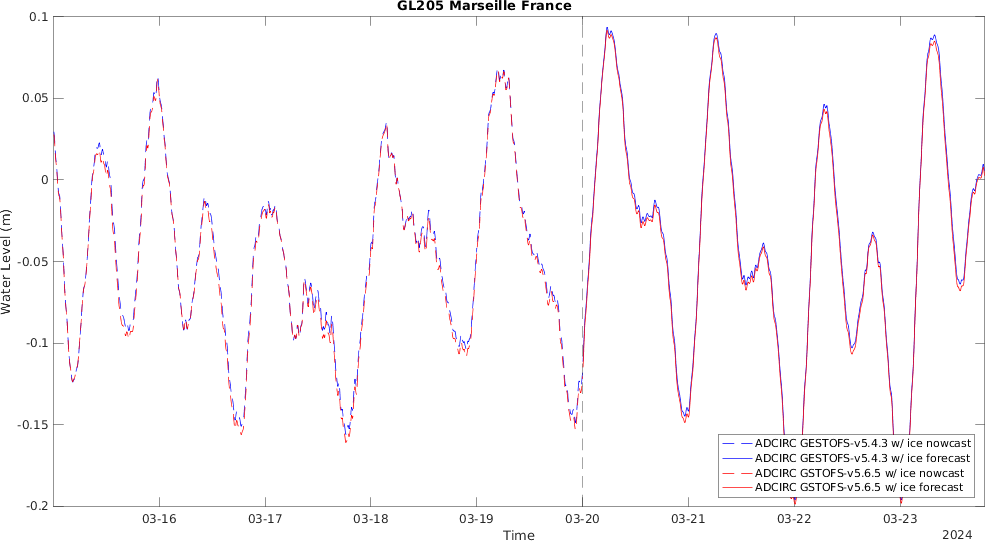 GL205 Marseille France
0.1
0.05
0
-0.05
-0.1
-0.15
-0.2
Water Level (m)
ADCIRC GESTOFS-v5.4.3 w/ ice nowcast
ADCIRC GESTOFS-v5.4.3 w/ ice forecast
ADCIRC GSTOFS-v5.6.5 w/ ice nowcast
ADCIRC GSTOFS-v5.6.5 w/ ice forecast
03-16 03-17 03-18 03-19 03-20 03-21 03-22 03-23
Time
2024